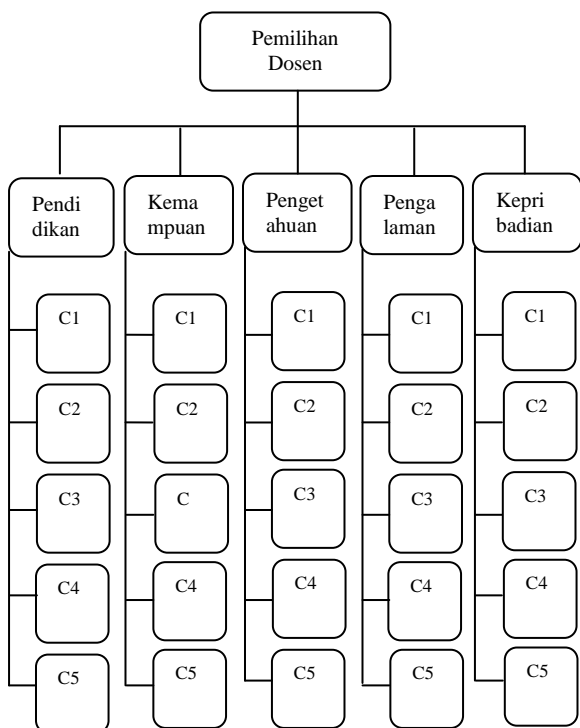 Pemilihan
Dosen
Pendi
dikan
Kema
mpuan
Penget
ahuan
Penga
laman
Kepri
badian
C1
C1
C1
C1
C1
C2
C2
C2
C2
C2
C3
C
C3
C3
C3
C4
C4
C4
C4
C4
C5
C5
C5
C5
C5